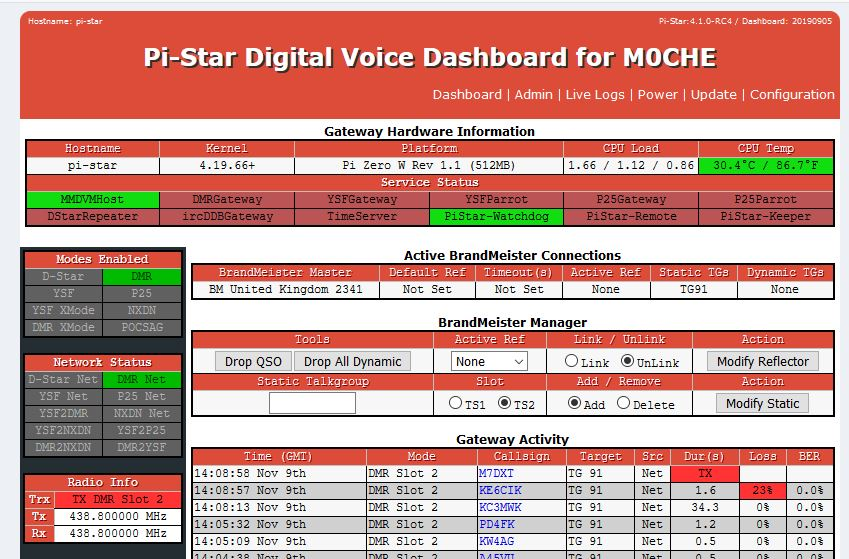 Hostname: pi-star Pi-Star:4.1.0-RC4 / Dashboard: 20190905
Pi-Star Digital Voice Dashboard for M0CHE
Dashboard | Admin | Live Logs | Power | Update | Configuration
Gateway Hardware Information
Hostname Kernel Platform CPU Load CPU Temp
pi-star 4.19.66+ Pi Zero W Rev 1.1 (512MB) 1.66 / 1.12 / 0.86 30.4°C / 86.7°F
Service Status
MMDVMHost DMRGateway YSFGateway YSFParrot P25Gateway P25Parrot
DStarRepeater ircDDBGateway TimeServer PiStar-Watchdog PiStar-Remote PiStar-Keeper
Modes Enabled
D-Star DMR
YSF P25
YSF XMode NXDN
DMR XMode POCSAG
Network Status
D-Star Net DMR Net
YSF Net P25 Net
YSF2DMR NXDN Net
YSF2NXDN YSF2P25
DMR2NXDN DMR2YSF
Radio Info
Trx TX DMR Slot 2
Tx 438.800000 MHz
Rx 438.800000 MHz
Active BrandMeister Connections
BrandMeister Master Default Ref Timeout(s) Active Ref Static TGs Dynamic TGs
BM United Kingdom 2341 Not Set Not Set None TG91 None
BrandMeister Manager
Tools Active Ref Link / Unlink Action
Drop QSO Drop All Dynamic None Link UnLink Modify Reflector
Static Talkgroup Slot Add / Remove Action
TS1 TS2 Add Delete Modify Static
Gateway Activity
Time (GMT) Mode Callsign Target Src Dur(s) Loss BER
14:08:58 Nov 9th DMR Slot 2 M7DXT TG 91 Net TX
14:08:57 Nov 9th DMR Slot 2 KE6CIK TG 91 Net 1.6 23% 0.0%
14:08:13 Nov 9th DMR Slot 2 KC3MWK TG 91 Net 34.3 0% 0.0%
14:05:32 Nov 9th DMR Slot 2 PD4FK TG 91 Net 1.2 0% 0.0%
14:05:09 Nov 9th DMR Slot 2 KW4AG TG 91 Net 0.5 0% 0.0%
14:04:38 Nov 9th DMR Slot 2 TG 91 Net 0.5 0% 0.0%